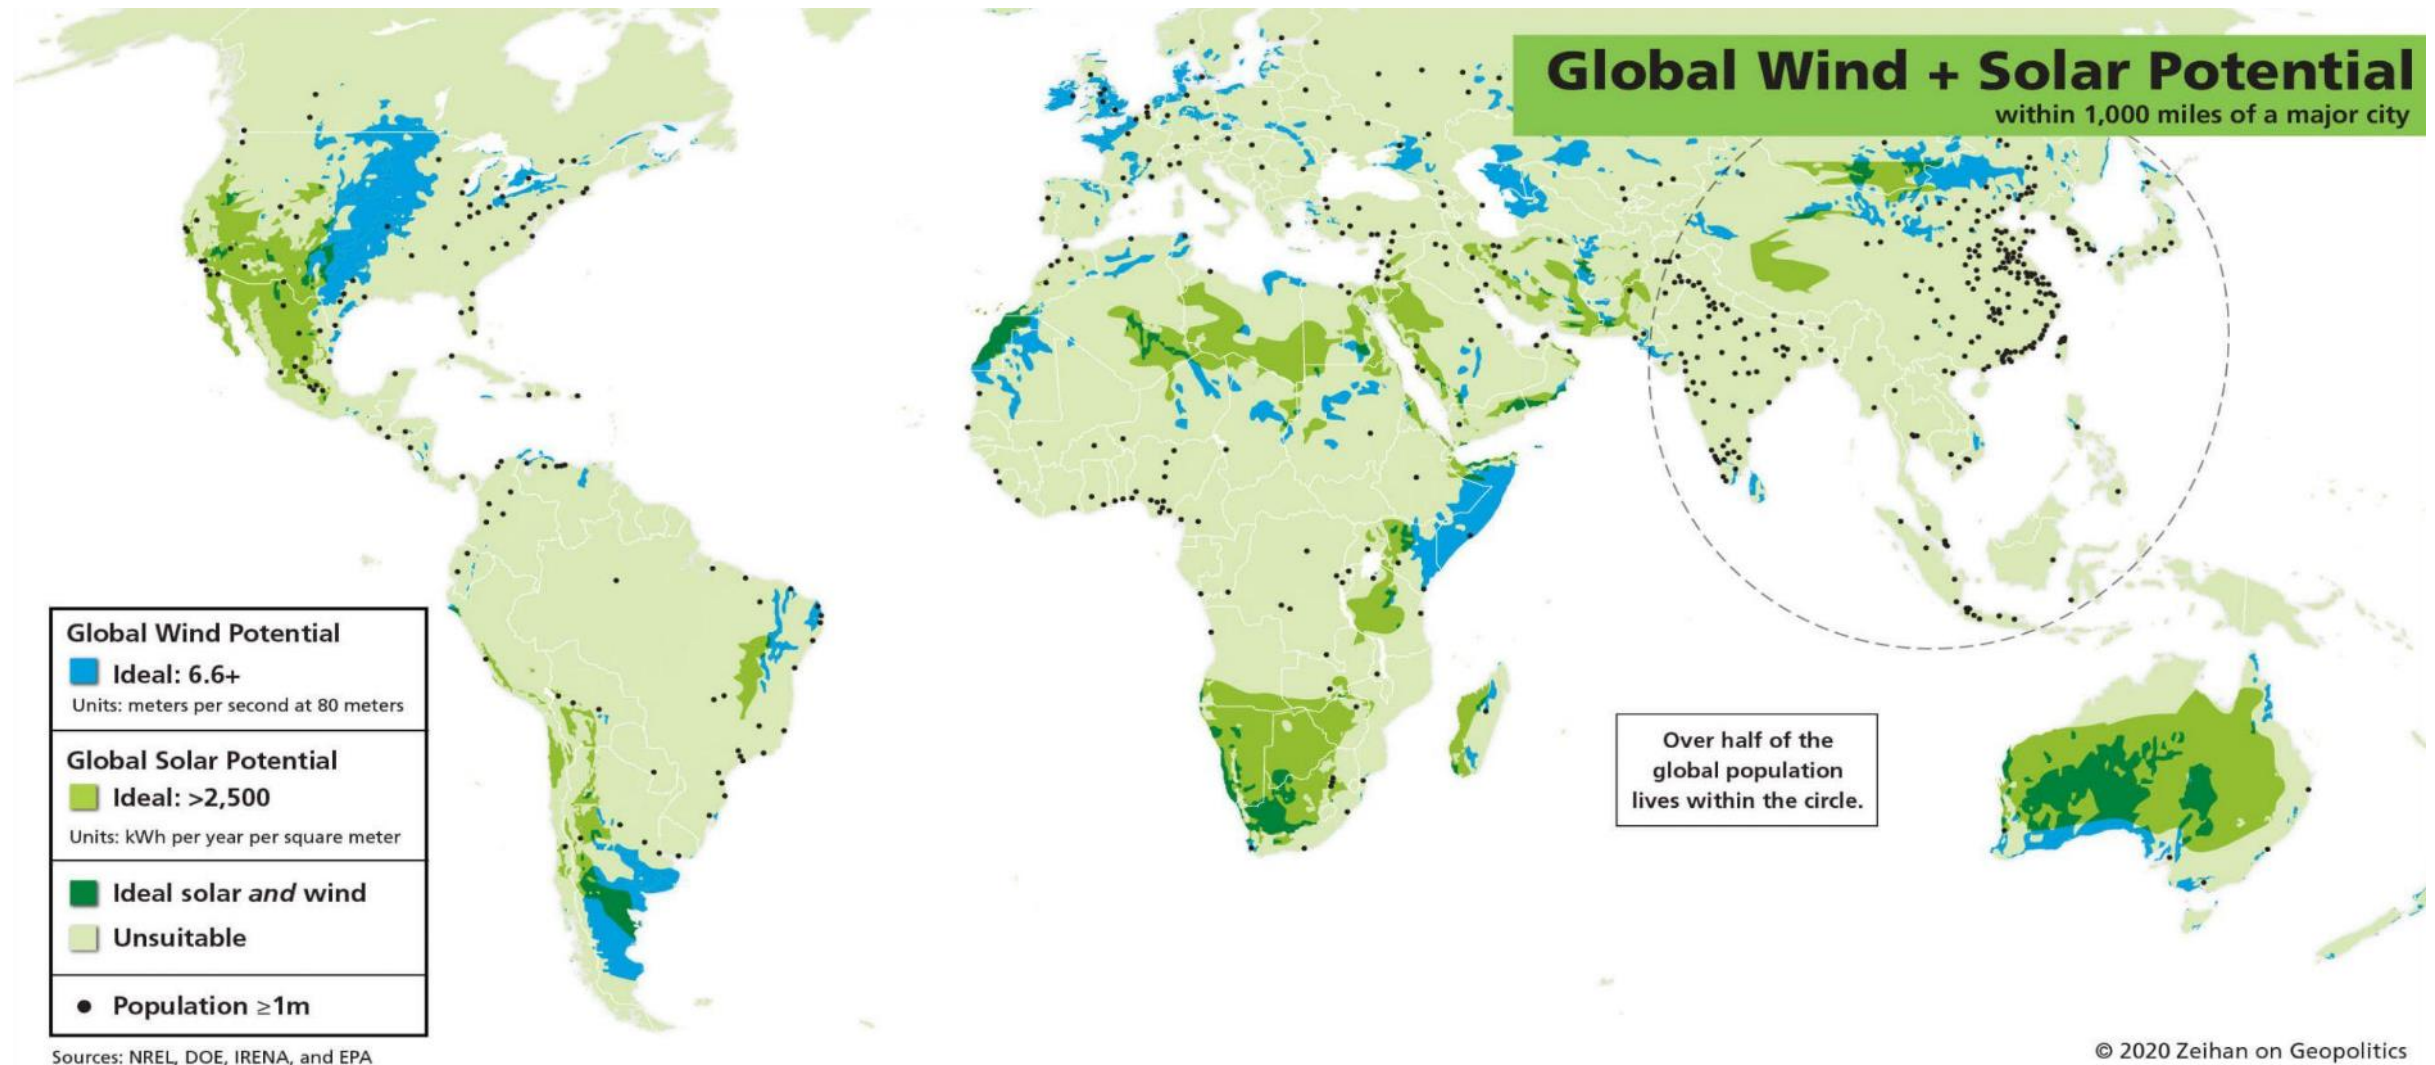 Global Wind + Solar Potential
within 1,000 miles of a major city
Global Wind Potential
Ideal: 6.6+
Units: meters per second at 80 meters
Global Solar Potential
Ideal: >2,500
Units: kWh per year per square meter
Ideal solar and wind
Unsuitable
Population ≥1m
Sources: NREL, DOE, IRENA, and EPA
Over half of the
global population
lives within the circle.
© 2020 Zeihan on Geopolitics